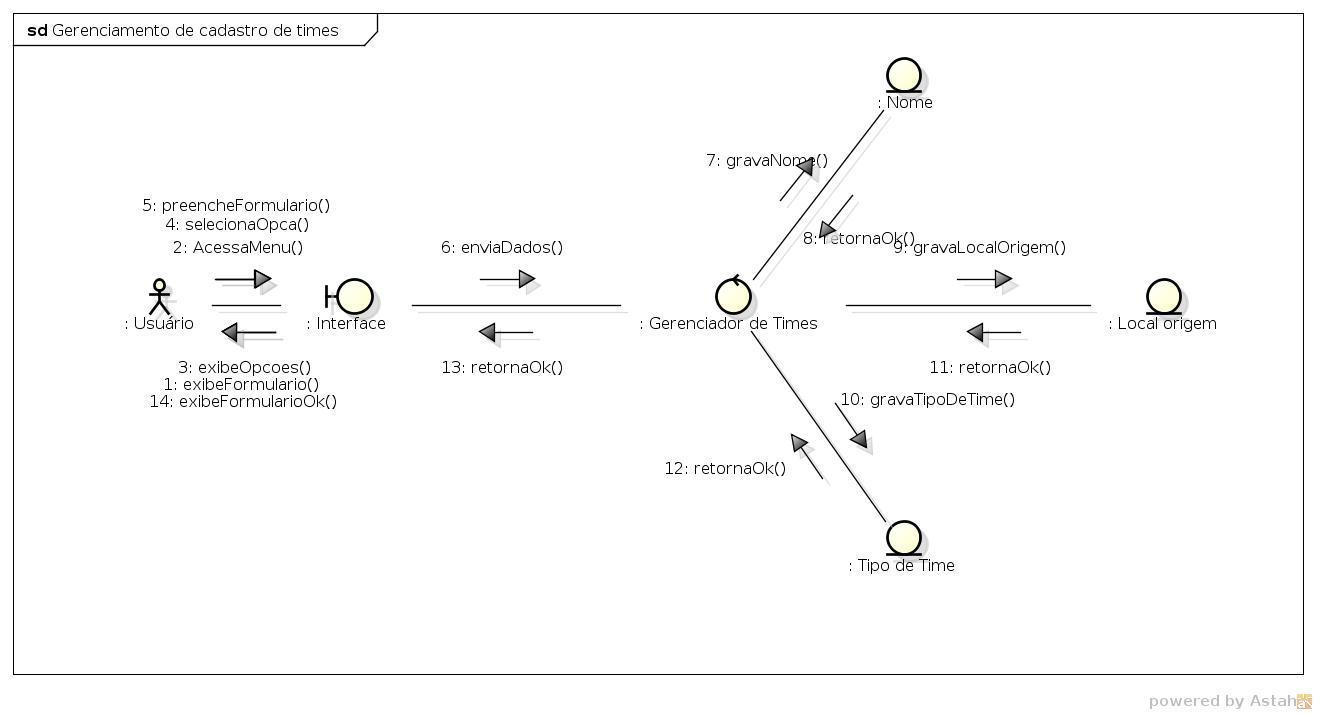 sd Gerenciamento de cadastro de times
: Nome
7: gravaNome()
8: retornaOk()
5: preencheFormulario()
4: selecionaOpca()
2: AcessaMenu()
6: enviaDados()
9: gravaLocalOrigem()
: Usuário
: Interface
: Gerenciador de Times
: Local origem
3: exibeOpcoes()
1: exibeFormulario()
14: exibeFormularioOk()
13: retornaOk()
11: retornaOk()
10: gravaTipoDeTime()
12: retornaOk()
: Tipo de Time
powered by Astah